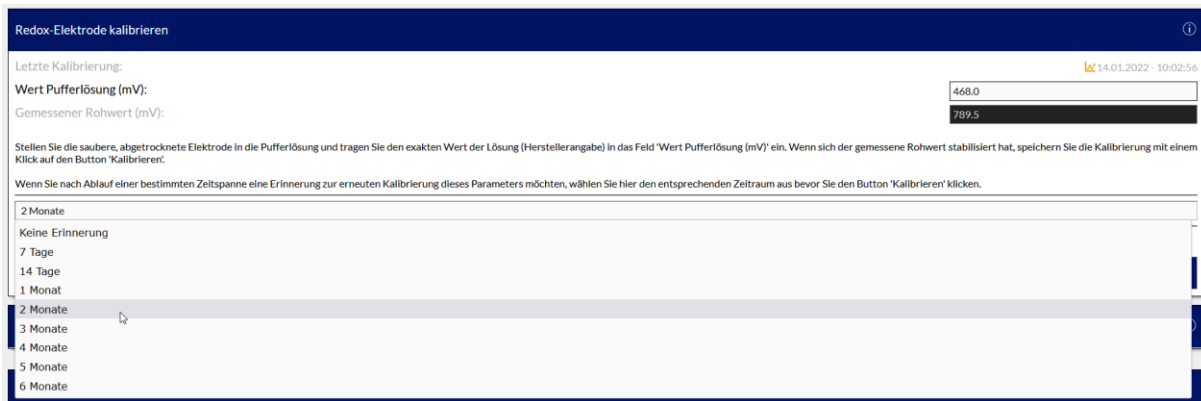 Redox-Elektrode kalibrieren
Letzte Kalibrierung: 14.01.2022 - 10:02:56
Wert Pufferlösung (mV): 468.0
Gemessener Rohwert (mV): 789.5
Stellen Sie die saubere, abgetrocknete Elektrode in die Pufferlösung und tragen Sie den exakten Wert der Lösung (Herstellerangabe) in das Feld 'Wert Pufferlösung (mV)' ein. Wenn sich der gemessene Rohwert stabilisiert hat, speichern Sie die Kalibrierung mit einem
Klick auf den Button 'Kalibrieren'.
Wenn Sie nach Ablauf einer bestimmten Zeitspanne eine Erinnerung zur erneuten Kalibrierung dieses Parameters möchten, wählen Sie hier den entsprechenden Zeitraum aus bevor Sie den Button 'Kalibrieren' klicken.
2 Monate
Keine Erinnerung
7 Tage
14 Tage
1 Monat
2 Monate
3 Monate
4 Monate
5 Monate
6 Monate